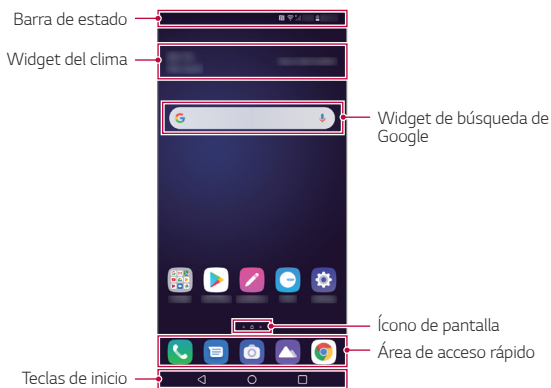 Barra de estado
Widget del clima
Widget de búsqueda de
Google
Ícono de pantalla
Área de acceso rápido
Teclas de inicio